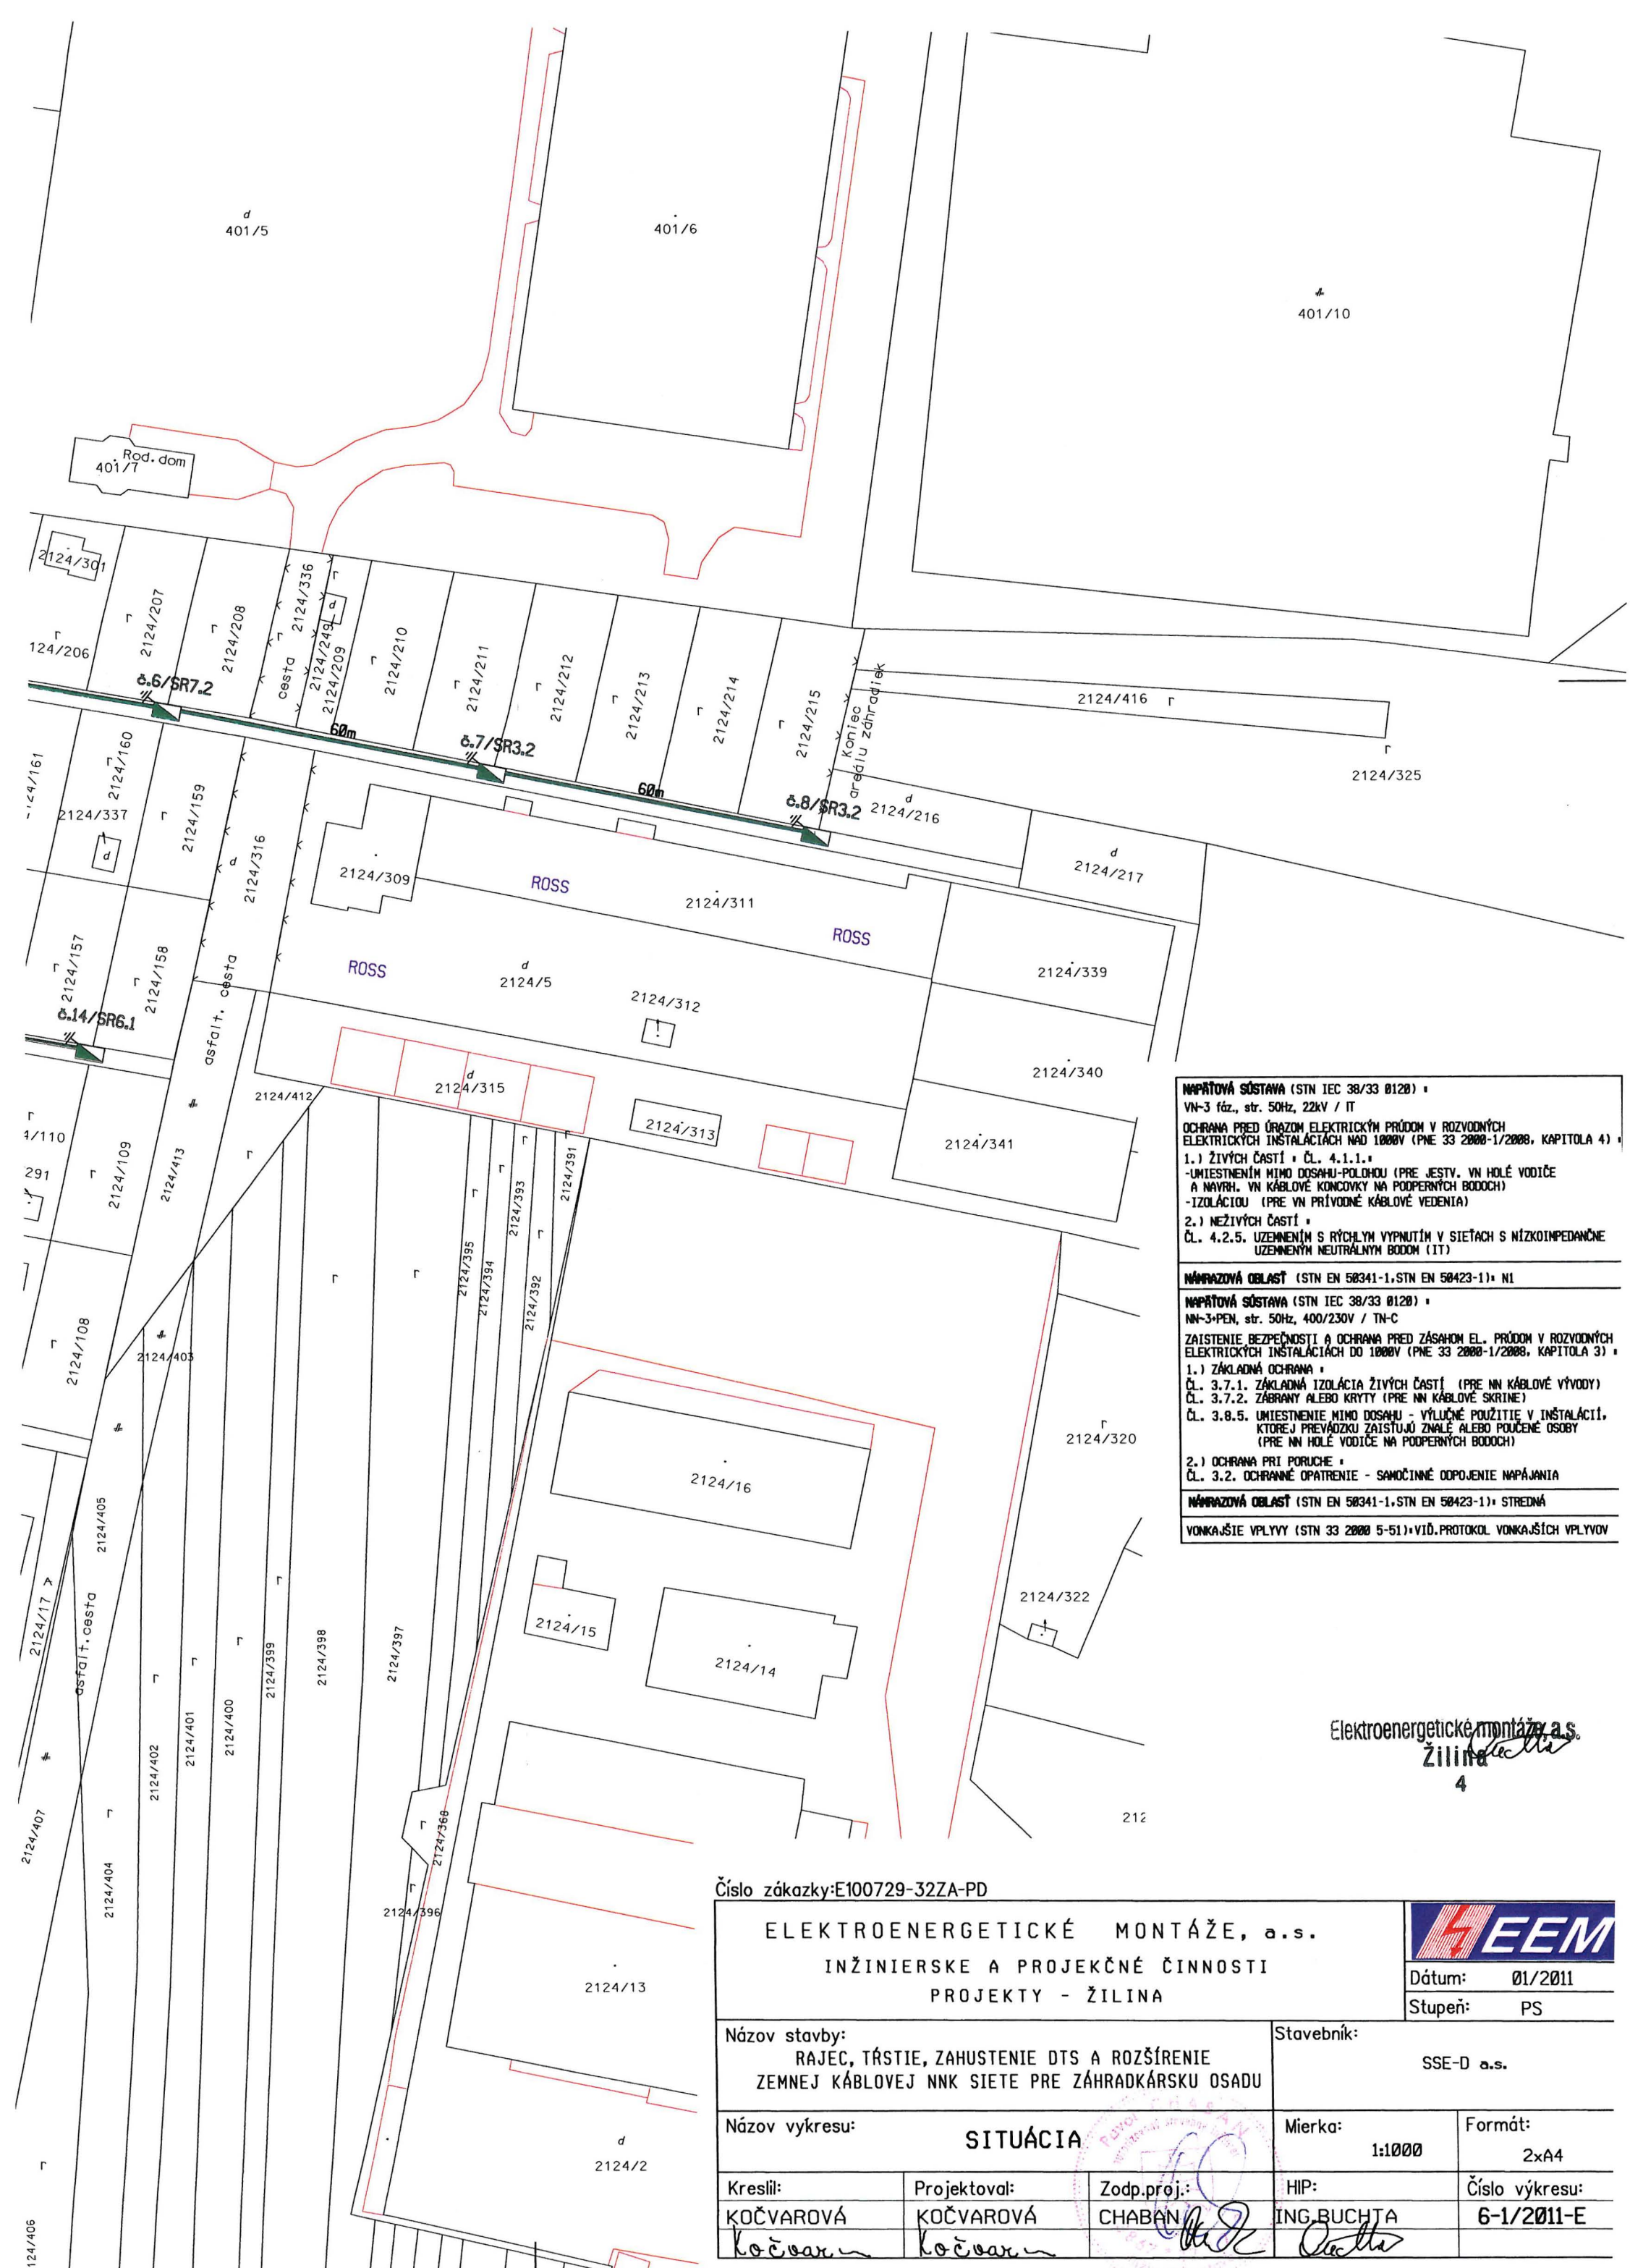 d
401/5
401/6
401/10
Rod. dom
401/7
2124/301
124/206
2124/207
2124/208
cesta
2124/336
d
2124/249
2124/209
2124/210
2124/211
2124/212
2124/213
2124/214
2124/215
Koniec
areálu záhradiek
2124/416
2124/325
č.6/SR7.2
60m
č.7/SR3.2
60m
č.8/SR3.2
d
2124/216
d
2124/217
2124/161
2124/160
2124/159
2124/337
d
d
2124/316
2124/309
ROSS
2124/311
ROSS
ROSS
d
2124/5
2124/312
2124/339
2124/157
2124/158
asfalt. cesta
č.14/SR6.1
2124/340
d
2124/315
2124/412
2124/313
2124/341
4/110
291
2124/109
2124/413
2124/391
2124/393
2124/395
2124/394
2124/392
2124/108
2124/403
2124/320
2124/16
2124/405
2124/17
asfalt.cesta
2124/15
2124/14
2124/322
2124/399
2124/398
2124/397
2124/402
2124/401
2124/400
2124/407
2124/404
2124/368
2124/396
212
2124/13
d
2124/2
124/406
NAPÄŤOVÁ SÚSTAVA (STN IEC 38/33 0120) :
VN-3 fáz., str. 50Hz, 22kV / IT
OCHRANA PRED ÚRAZOM ELEKTRICKÝM PRÚDOM V ROZVODNÝCH
ELEKTRICKÝCH INŠTALÁCIÁCH NAD 1000V (PNE 33 2000-1/2008, KAPITOLA 4) :
1.) ŽIVÝCH ČASTÍ : ČL. 4.1.1.:
-UMIESTNENÍM MIMO DOSAHU-POLOHOU (PRE JESTV. VN HOLÉ VODIČE
A NAVRH. VN KÁBLOVÉ KONCOVKY NA PODPERNÝCH BODOCH)
-IZOLÁCIOU (PRE VN PRÍVODNÉ KÁBLOVÉ VEDENIA)
2.) NEŽIVÝCH ČASTÍ :
ČL. 4.2.5. UZEMNENÍM S RÝCHLYM VYPNUTÍM V SIEŤACH S NÍZKOIMPEDANČNE
UZEMNENÝM NEUTRÁLNYM BODOM (IT)
NÁMRAZOVÁ OBLASŤ (STN EN 50341-1,STN EN 50423-1): N1
NAPÄŤOVÁ SÚSTAVA (STN IEC 38/33 0120) :
NN-3+PEN, str. 50Hz, 400/230V / TN-C
ZAISTENIE BEZPEČNOSTI A OCHRANA PRED ZÁSAHOM EL. PRÚDOM V ROZVODNÝCH
ELEKTRICKÝCH INŠTALÁCIÁCH DO 1000V (PNE 33 2000-1/2008, KAPITOLA 3) :
1.) ZÁKLADNÁ OCHRANA :
ČL. 3.7.1. ZÁKLADNÁ IZOLÁCIA ŽIVÝCH ČASTÍ (PRE NN KÁBLOVÉ VÝVODY)
ČL. 3.7.2. ZÁBRANY ALEBO KRYTY (PRE NN KÁBLOVÉ SKRINE)
ČL. 3.8.5. UMIESTNENIE MIMO DOSAHU - VÝLUČNÉ POUŽITIE V INŠTALÁCIÍ,
KTOREJ PREVÁDZKU ZAISŤUJÚ ZNALÉ ALEBO POUČENÉ OSOBY
(PRE NN HOLÉ VODIČE NA PODPERNÝCH BODOCH)
2.) OCHRANA PRI PORUCHE :
ČL. 3.2. OCHRANNÉ OPATRENIE - SAMOČINNÉ ODPOJENIE NAPÁJANIA
NÁMRAZOVÁ OBLASŤ (STN EN 50341-1,STN EN 50423-1): STREDNÁ
VONKAJŠIE VPLYVY (STN 33 2000 5-51):VIĎ.PROTOKOL VONKAJŠÍCH VPLYVOV
Elektroenergetické montáže, a.s.
Žilina
4
Číslo zákazky:E100729-32ZA-PD
ELEKTROENERGETICKÉ MONTÁŽE, a.s.
INŽINIERSKE A PROJEKČNÉ ČINNOSTI
PROJEKTY - ŽILINA
EEM
Dátum: 01/2011
Stupeň: PS
Názov stavby:
RAJEC, TŔSTIE, ZAHUSTENIE DTS A ROZŠÍRENIE
ZEMNEJ KÁBLOVEJ NNK SIETE PRE ZÁHRADKÁRSKU OSADU
Stavebník:
SSE-D a.s.
Názov vykresu:
SITUÁCIA
Mierka:
1:1000
Formát:
2xA4
Kreslil:
KOČVAROVÁ
Projektoval:
KOČVAROVÁ
Zodp.proj.:
CHABAN
HIP:
ING.BUCHTA
Číslo výkresu:
6-1/2011-E